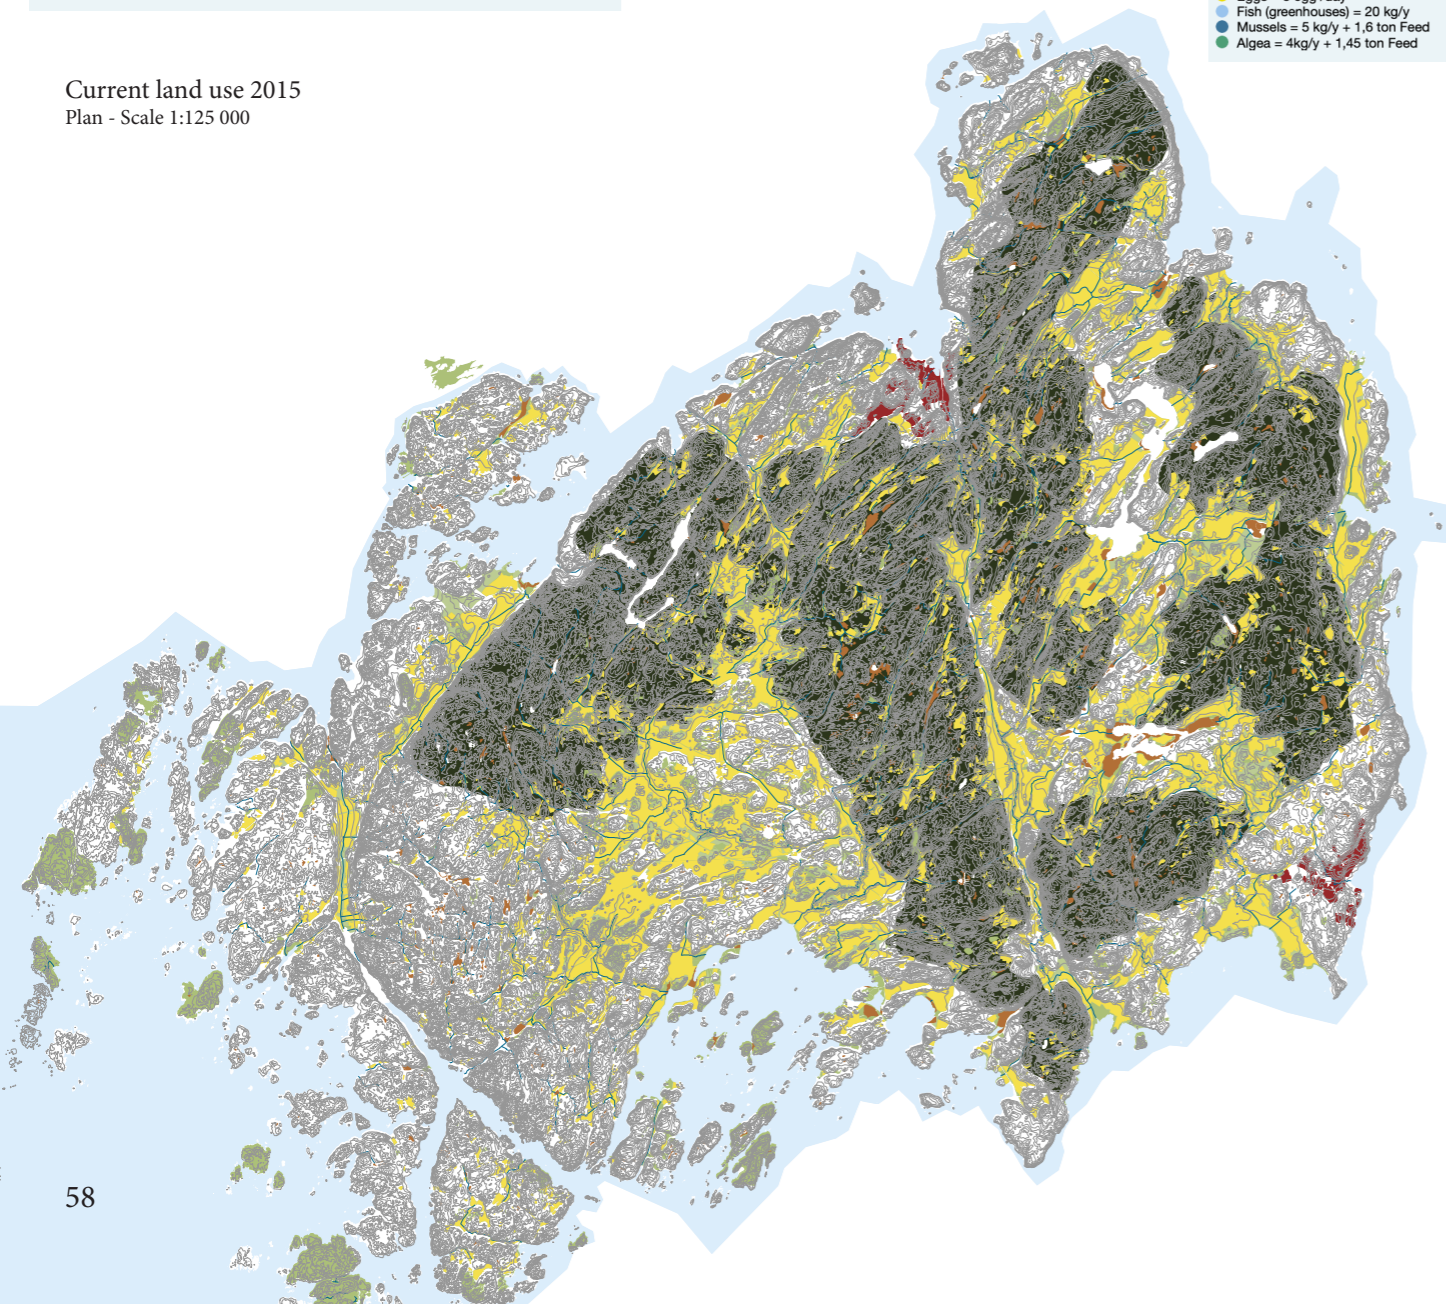 Fish (greenhouses) = 20 kg/y
Mussels = 5 kg/y + 1,6 ton Feed
Algea = 4kg/y + 1,45 ton Feed
Current land use 2015
Plan - Scale 1:125 000
58